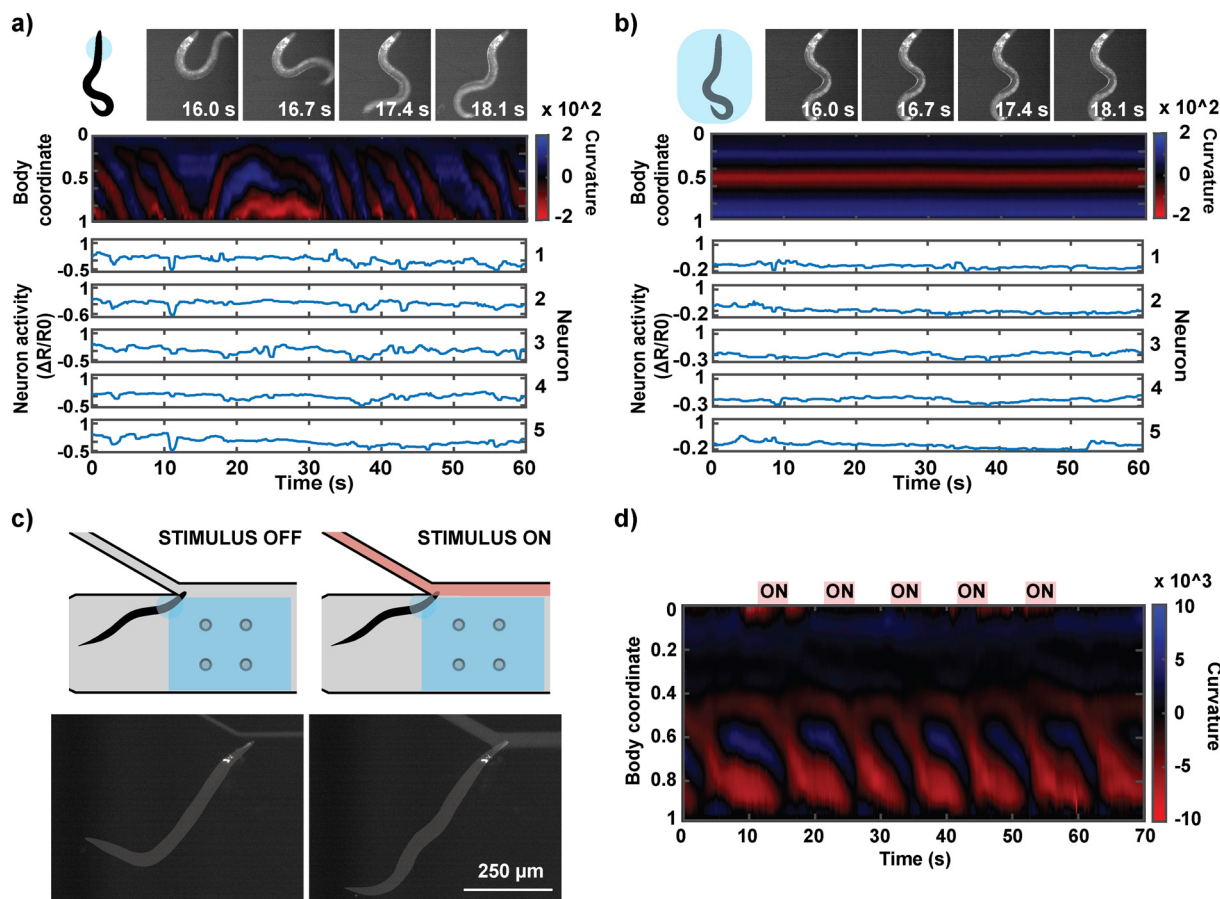 a)
16.0 s
16.7 s
17.4 s
18.1 s
x 10^2
0
0.5
1
Body
coordinate
2
0
-2
Curvature
1
-0.5
1
1
-0.6
2
1
-0.5
3
1
-0.5
4
1
-0.5
5
Neuron activity
(ΔR/R0)
Neuron
0
10
20
30
40
50
60
Time (s)
b)
16.0 s
16.7 s
17.4 s
18.1 s
x 10^2
0
0.5
1
Body
coordinate
2
0
-2
Curvature
1
-0.2
1
1
-0.2
2
1
-0.3
3
1
-0.3
4
1
-0.2
5
Neuron activity
(ΔR/R0)
Neuron
0
10
20
30
40
50
60
Time (s)
c)
STIMULUS OFF
STIMULUS ON
250 µm
d)
ON
ON
ON
ON
ON
x 10^3
0
0.2
0.4
0.6
0.8
1
Body coordinate
10
5
0
-5
-10
Curvature
0
10
20
30
40
50
60
70
Time (s)